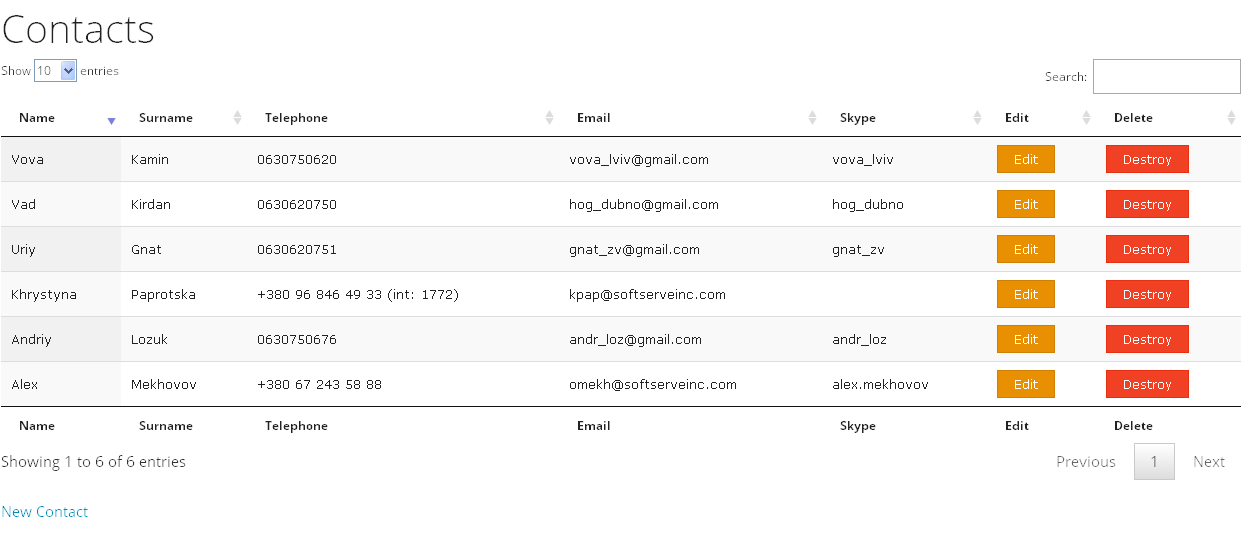 Contacts
Show 10 entries
Search:
Name Surname Telephone Email Skype Edit Delete
Vova Kamin 0630750620 vova_lviv@gmail.com vova_lviv Edit Destroy
Vad Kirdan 0630620750 hog_dubno@gmail.com hog_dubno Edit Destroy
Uriy Gnat 0630620751 gnat_zv@gmail.com gnat_zv Edit Destroy
Khrystyna Paprotska +380 96 846 49 33 (int: 1772) kpap@softserveinc.com Edit Destroy
Andriy Lozuk 0630750676 andr_loz@gmail.com andr_loz Edit Destroy
Alex Mekhovov +380 67 243 58 88 omekh@softserveinc.com alex.mekhovov Edit Destroy
Name Surname Telephone Email Skype Edit Delete
Showing 1 to 6 of 6 entries
Previous 1 Next
New Contact